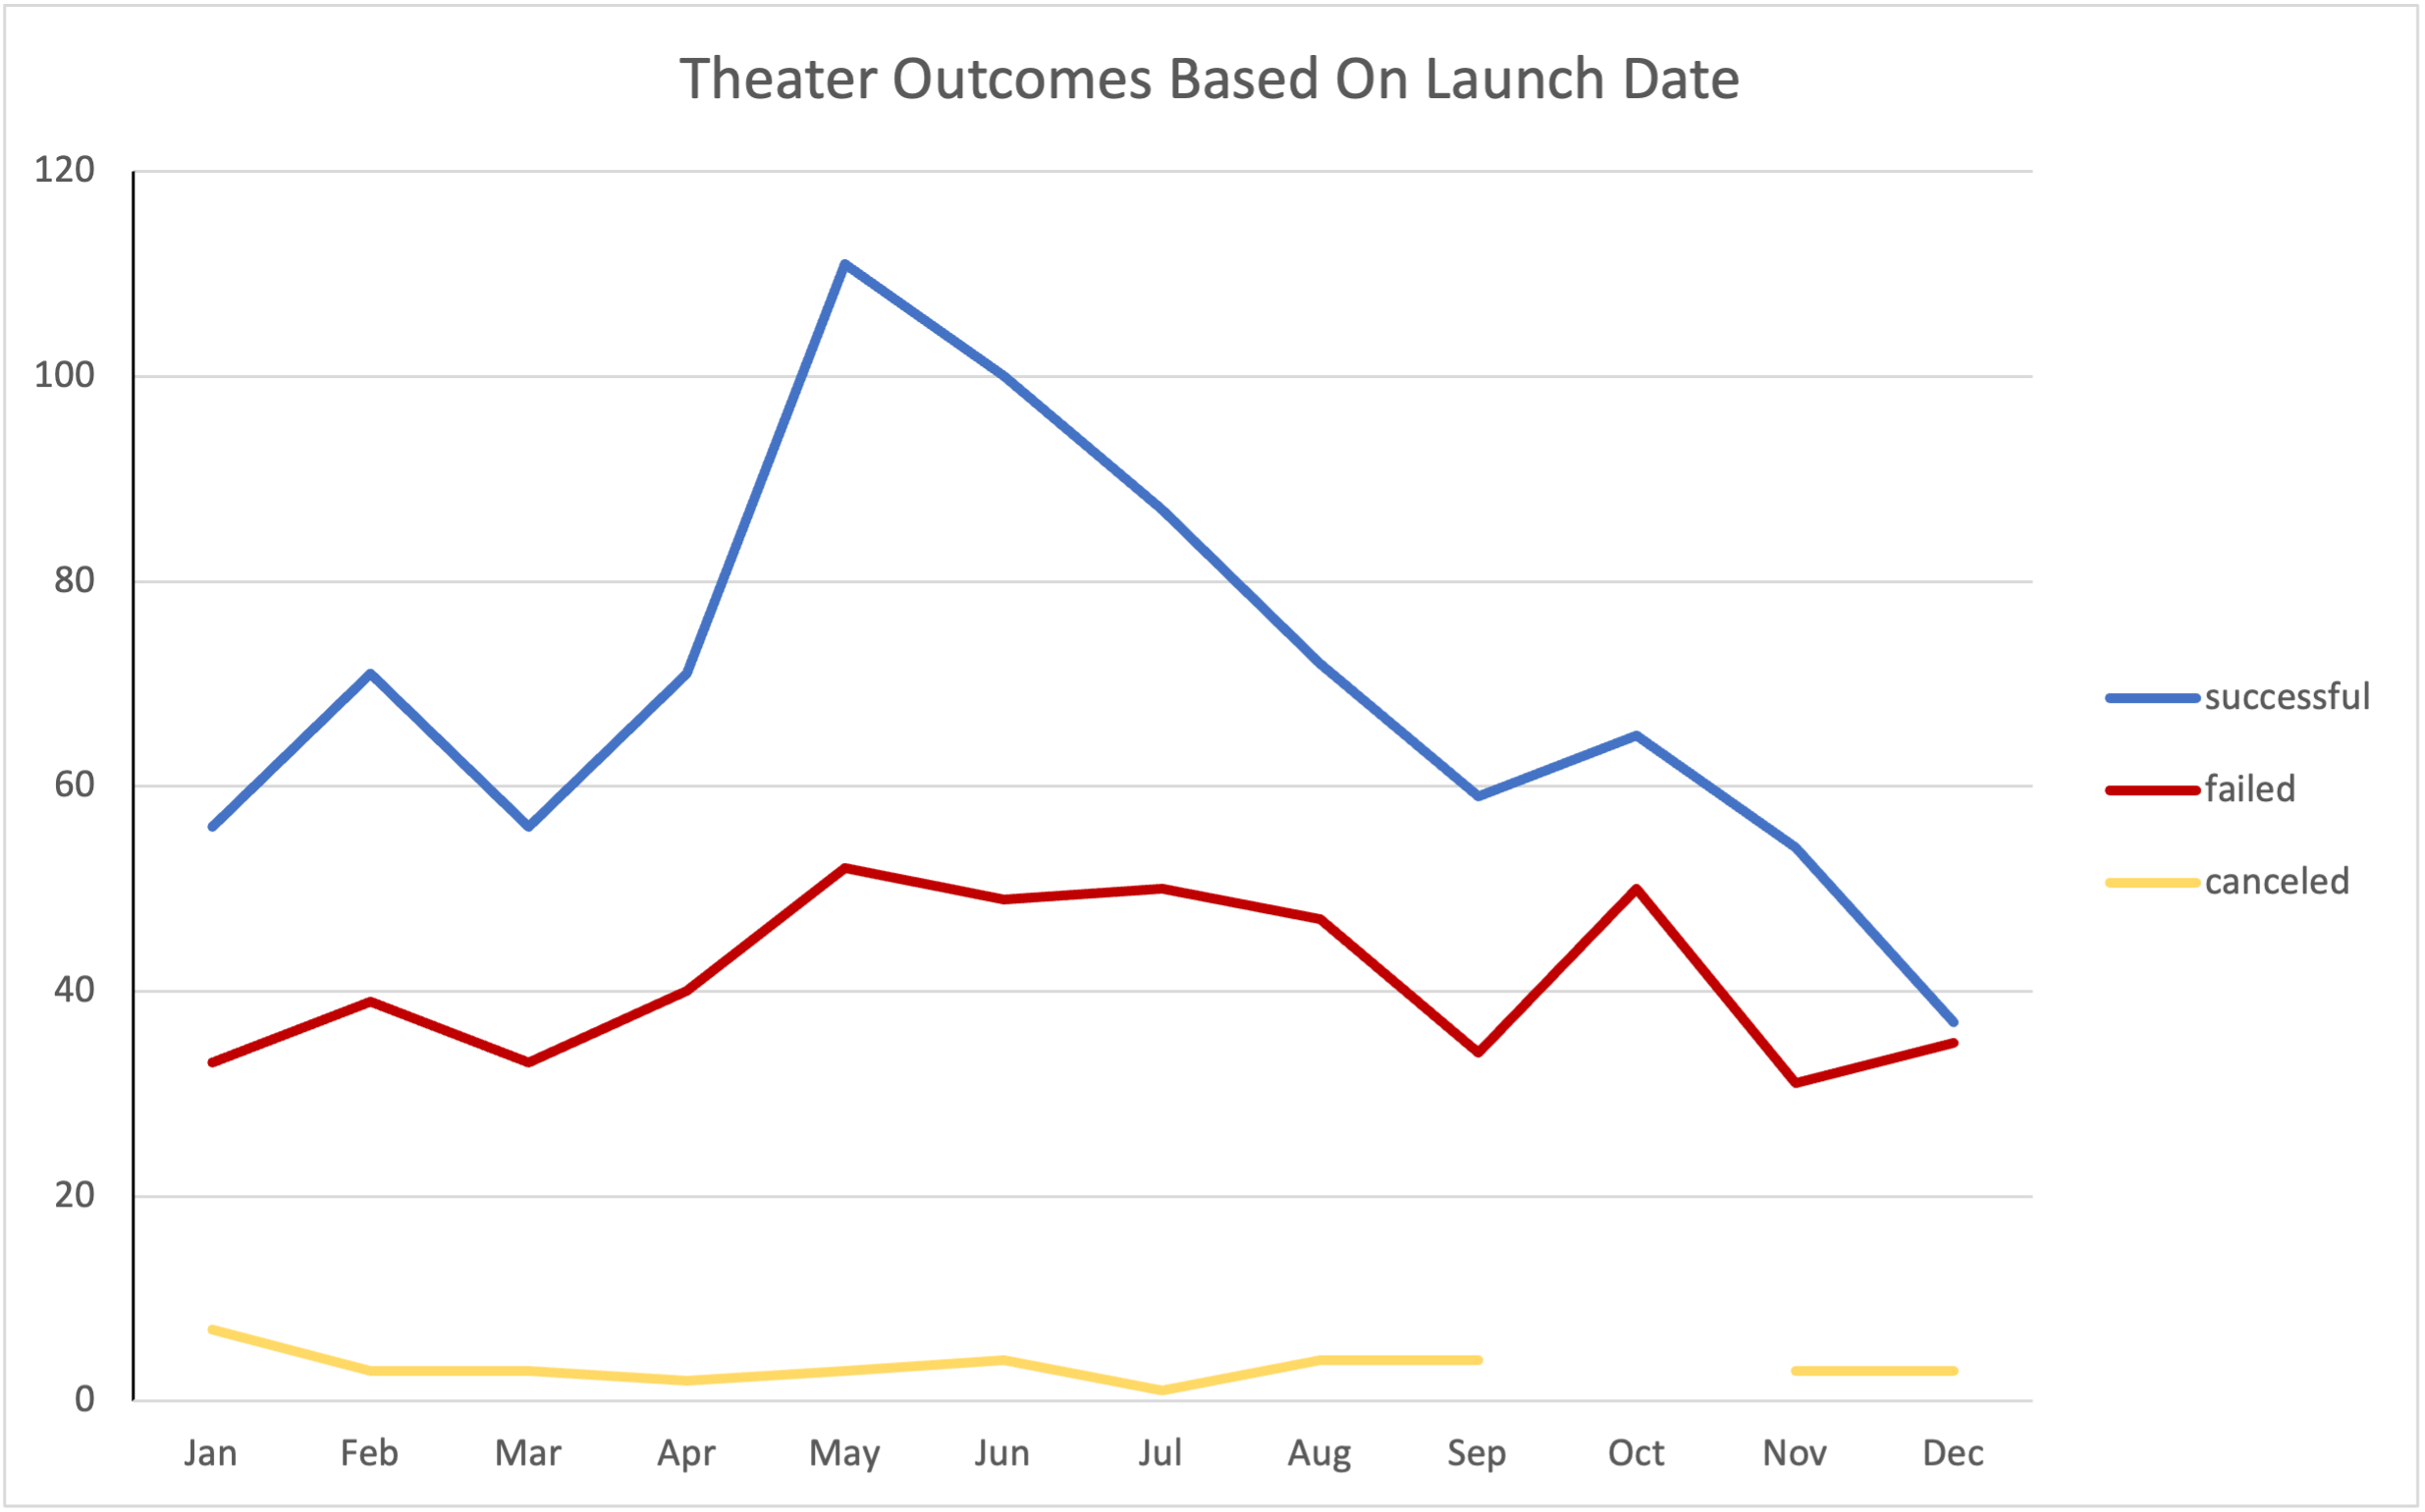 Theater Outcomes Based On Launch Date
120
100
80
60
40
20
0
Jan Feb Mar Apr May Jun Jul Aug Sep Oct Nov Dec
successful
failed
canceled